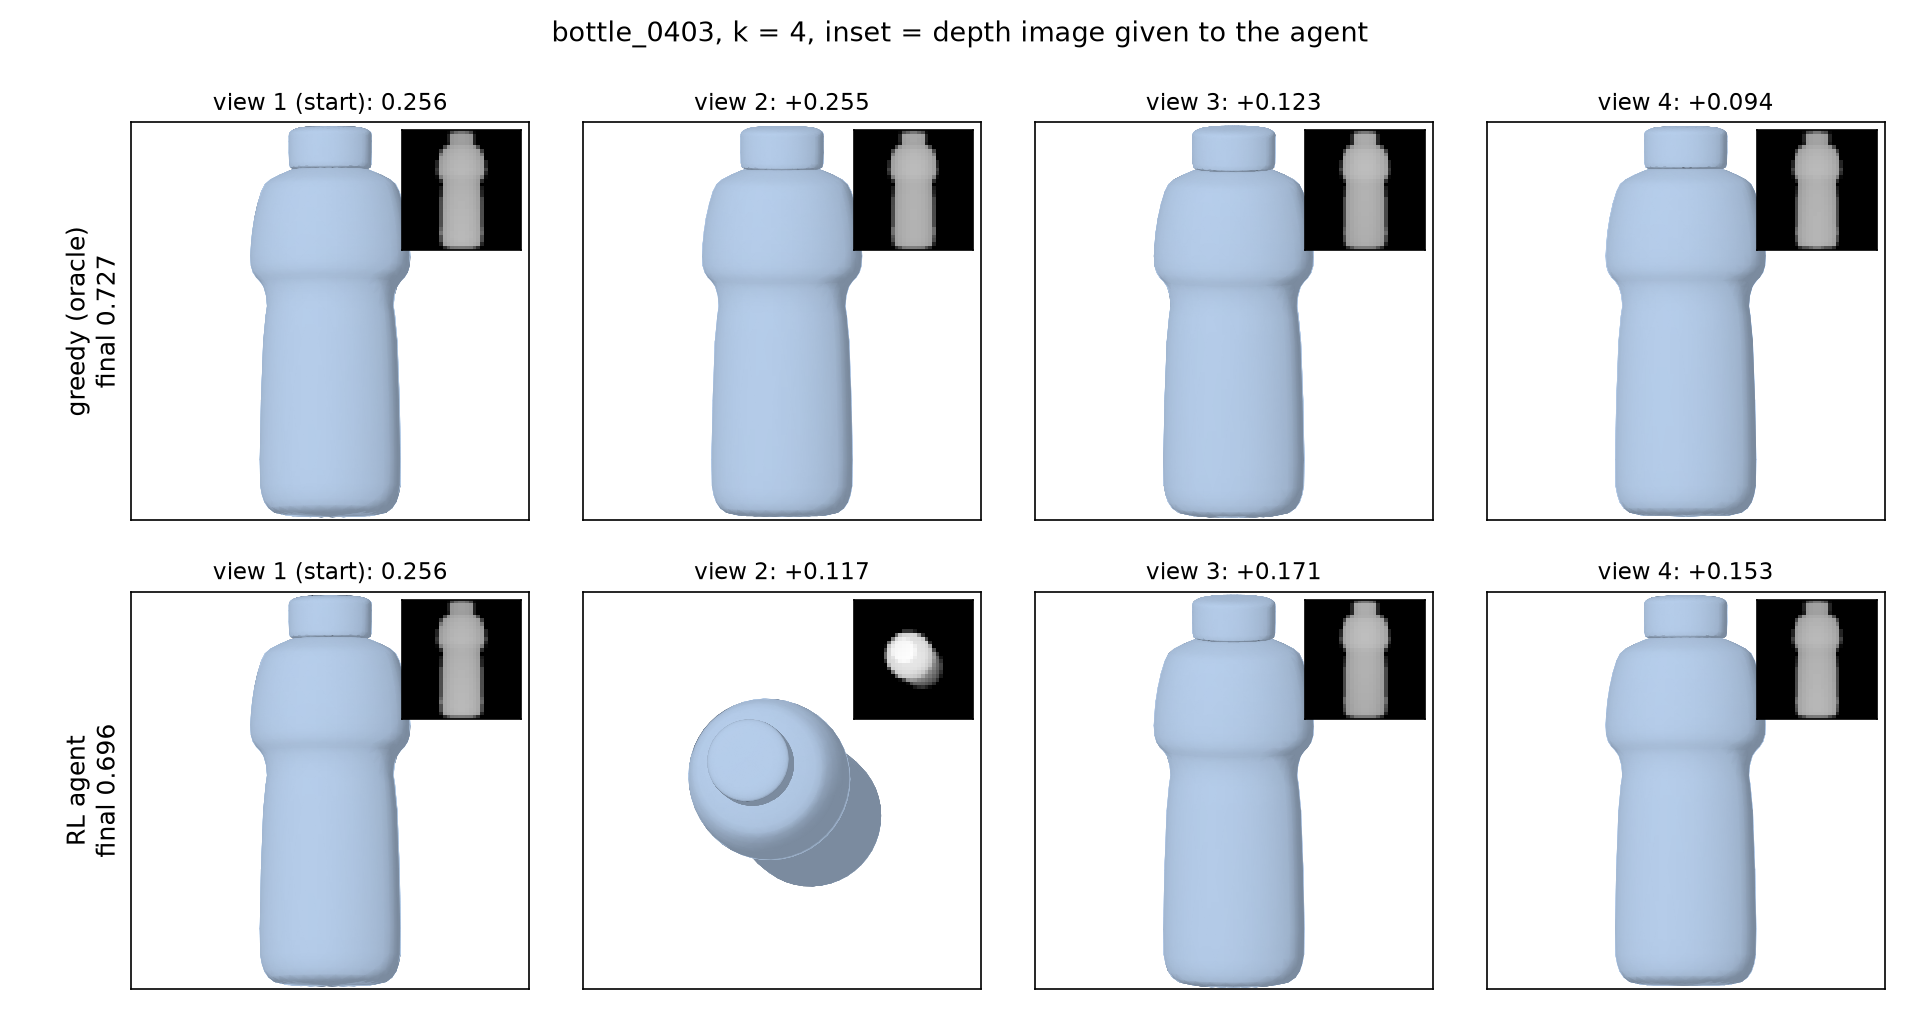 bottle_0403, k = 4, inset = depth image given to the agent
view 1 (start): 0.256
view 2: +0.255
view 3: +0.123
view 4: +0.094
greedy (oracle)
final 0.727
view 1 (start): 0.256
view 2: +0.117
view 3: +0.171
view 4: +0.153
RL agent
final 0.696